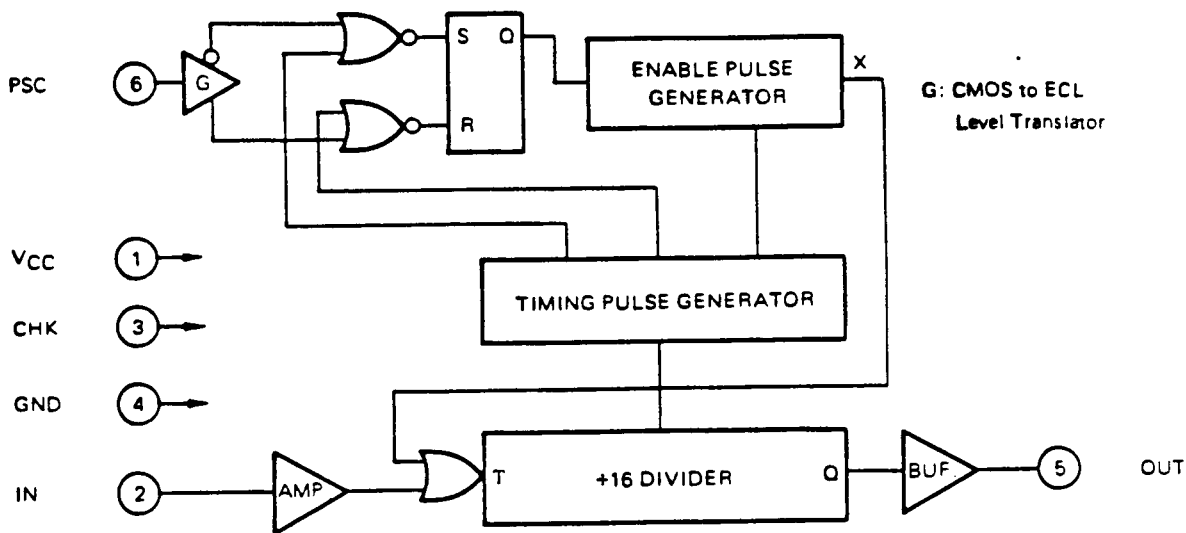 PSC
6
G
S Q
R
ENABLE PULSE
GENERATOR
X
G: CMOS to ECL
Level Translator
VCC
1
CHK
3
GND
4
TIMING PULSE GENERATOR
IN
2
AMP
T
+16 DIVIDER
Q
BUF.
5
OUT